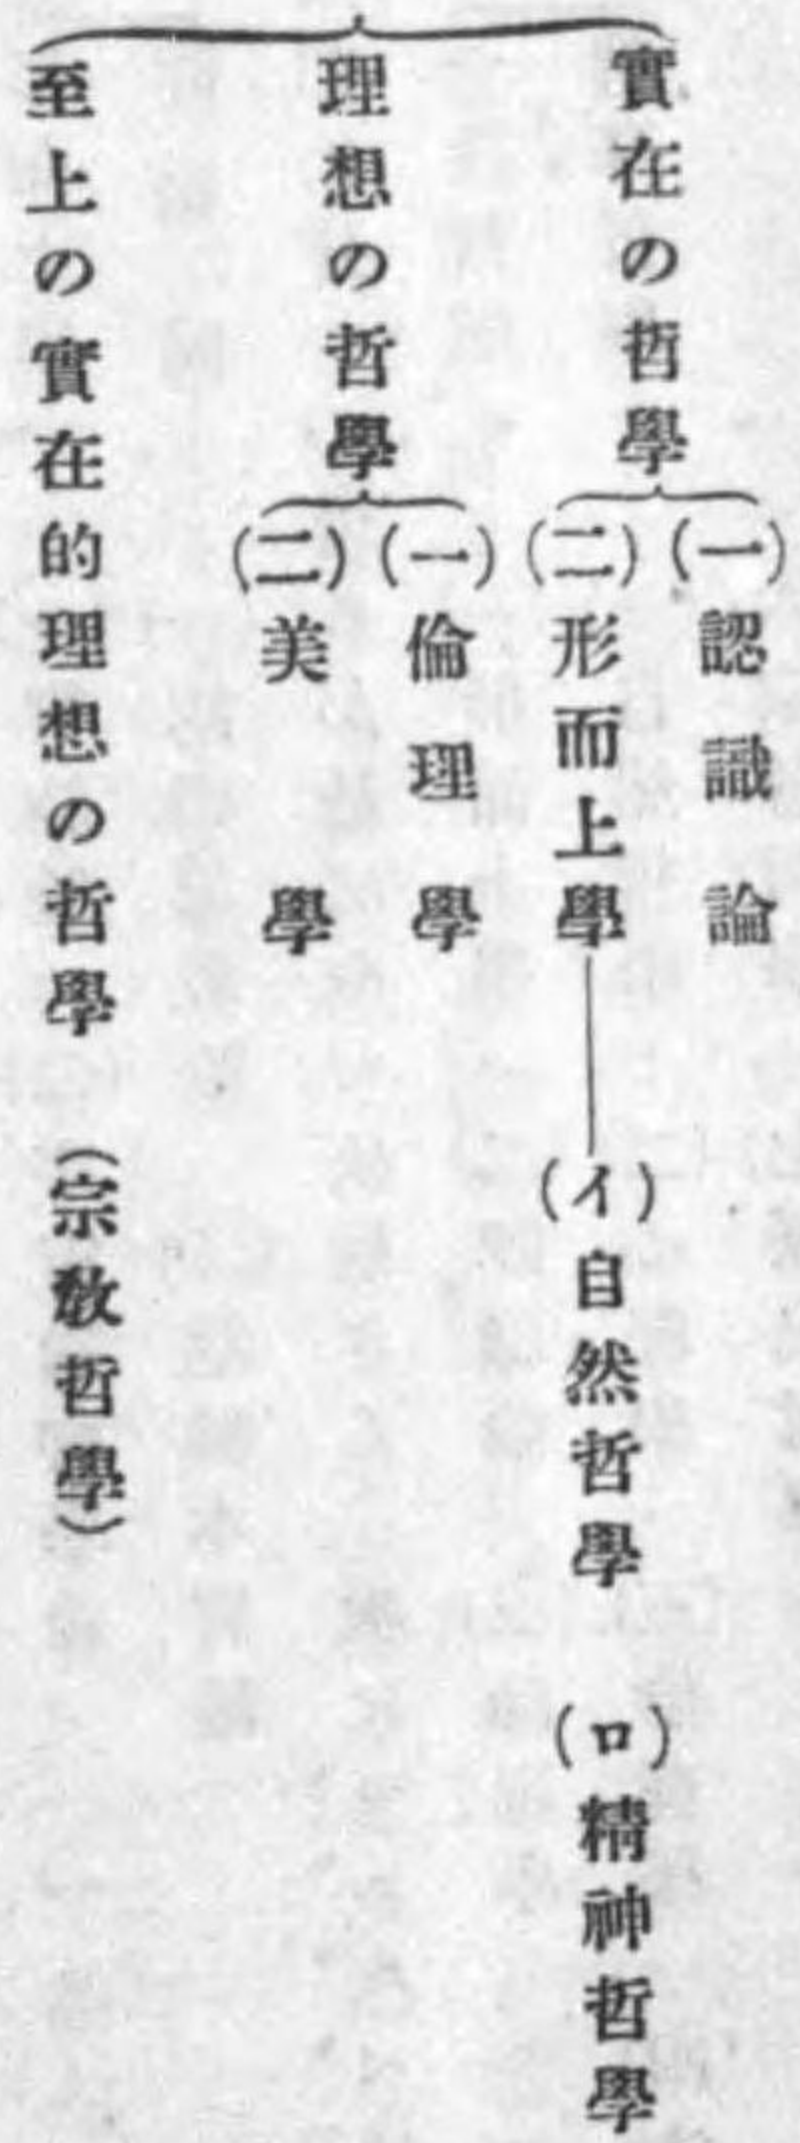 實在の哲學
(一)認識論
(二)形而上學
(イ)自然哲學
(ロ)精神哲學
理想の哲學
(一)倫理學
(二)美學
至上の實在的理想の哲學 (宗敎哲學)